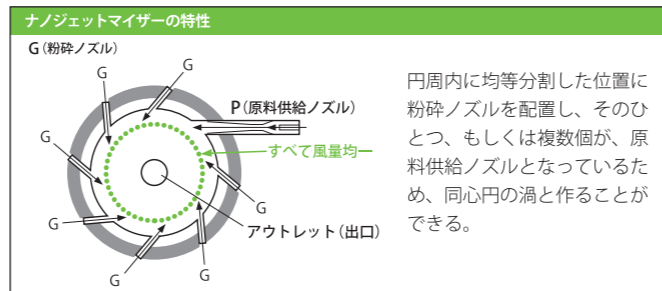 ナノジェットマイザーの特性
G（粉砕ノズル）
G
G
P（原料供給ノズル）
G
すべて風量均一
G
G
アウトレット（出口）
G
G
G
円周内に均等分割した位置に
粉砕ノズルを配置し、そのひ
とつ、もしくは複数個が、原
料供給ノズルとなっているた
め、同心円の渦と作ることが
できる。